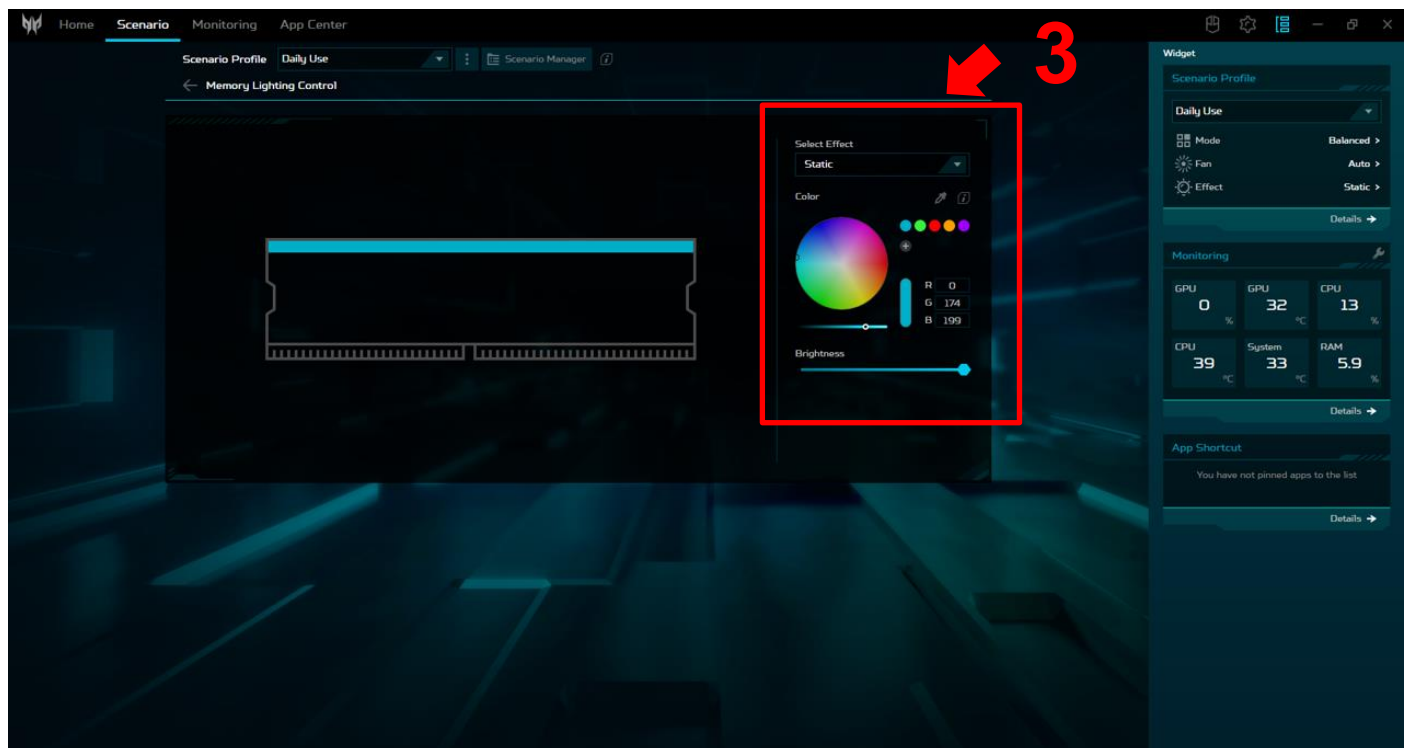 Home Scenario Monitoring App Center
3
Scenario Profile Daily Use Scenario Manager
Memory Lighting Control
Select Effect
Static
Color
R 0
G 174
B 199
Brightness
Widget
Scenario Profile
Daily Use
Mode Balanced >
Fan Auto >
Effect Static >
Details
Monitoring
GPU GPU CPU
0 % 32 °C 13 %
CPU System RAM
39 °C 33 °C 5.9 %
Details
App Shortcut
You have not pinned apps to the list
Details